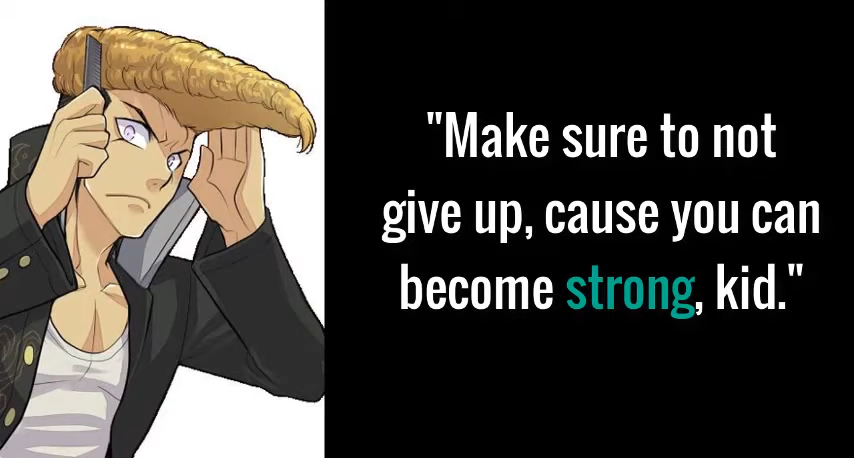 "Make sure to not
give up, cause you can
become strong, kid."